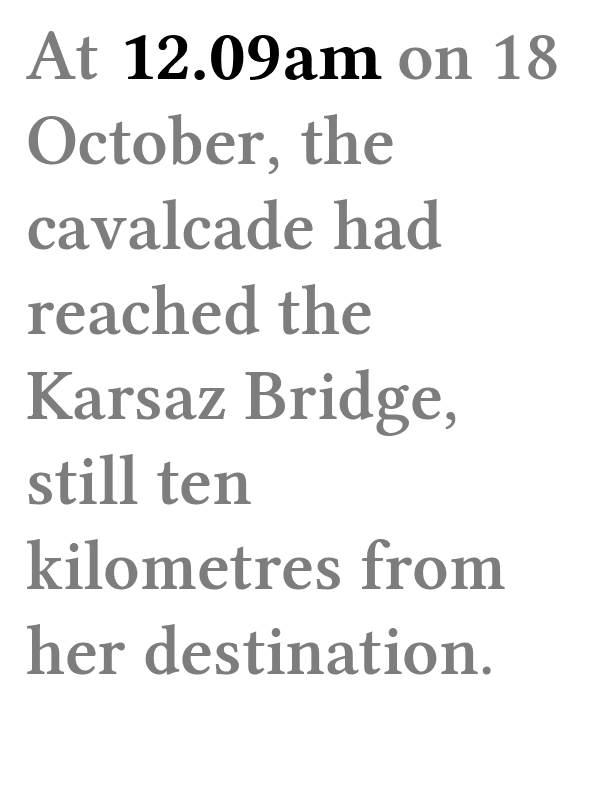 At 12.09am on 18
October, the
cavalcade had
reached the
Karsaz Bridge,
still ten
kilometres from
her destination.